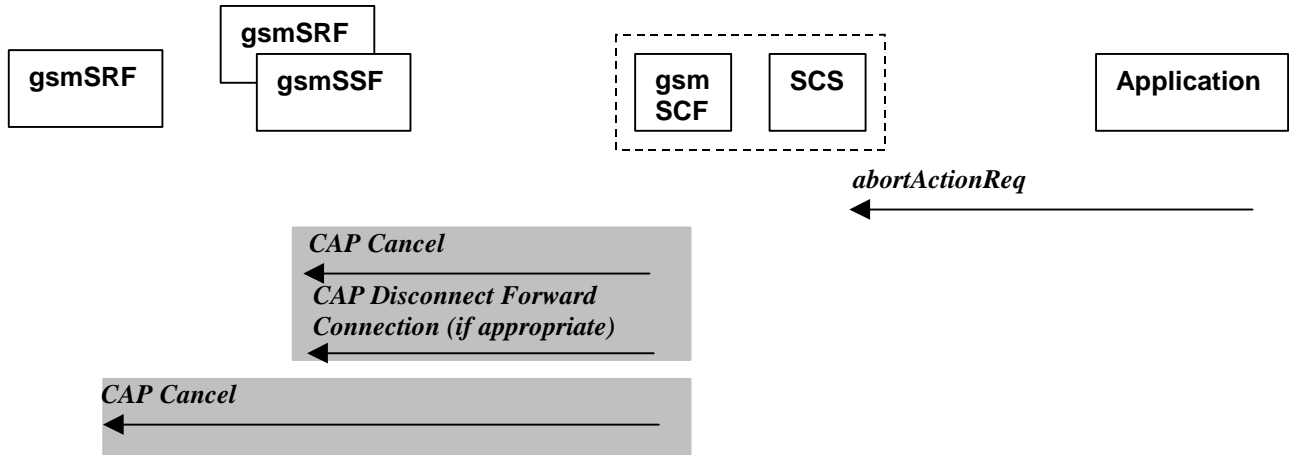 gsmSRF
gsmSRF
gsmSSF
gsm
SCF
SCS
Application
abortActionReq
CAP Cancel
CAP Disconnect Forward
Connection (if appropriate)
CAP Cancel